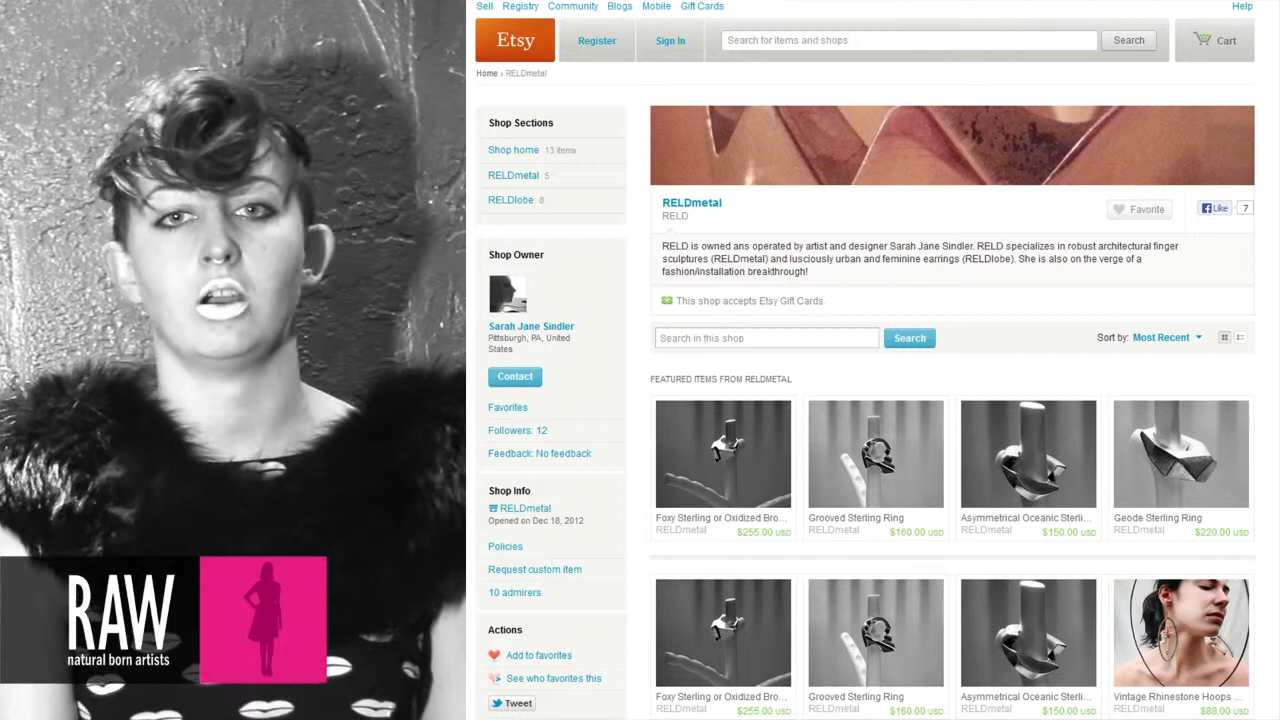 Sell Registry Community Blogs Mobile Gift Cards Help
Etsy Register Sign In Search for items and shops Search Cart
Home › RELDmetal
Shop Sections
Shop home 13 items
RELDmetal 5
RELDlobe 8
Shop Owner
Sarah Jane Sindler
Pittsburgh, PA, United
States
Contact
Favorites
Followers: 12
Feedback: No feedback
Shop Info
RELDmetal
Opened on Dec 18, 2012
Policies
Request custom item
10 admirers
Actions
Add to favorites
See who favorites this
Tweet
RELDmetal
RELD
Favorite
Like 7
RELD is owned ans operated by artist and designer Sarah Jane Sindler. RELD specializes in robust architectural finger
sculptures (RELDmetal) and lusciously urban and feminine earrings (RELDlobe). She is also on the verge of a
fashion/installation breakthrough!
This shop accepts Etsy Gift Cards.
Search in this shop Search Sort by: Most Recent
FEATURED ITEMS FROM RELDMETAL
Foxy Sterling or Oxidized Bro... Grooved Sterling Ring Asymmetrical Oceanic Sterli... Geode Sterling Ring
RELDmetal $255.00 USD RELDmetal $160.00 USD RELDmetal $150.00 USD RELDmetal $220.00 USD
Foxy Sterling or Oxidized Bro... Grooved Sterling Ring Asymmetrical Oceanic Sterli... Vintage Rhinestone Hoops ...
RELDmetal $255.00 USD RELDmetal $160.00 USD RELDmetal $150.00 USD RELDmetal $88.00 USD
RAW
natural born artists